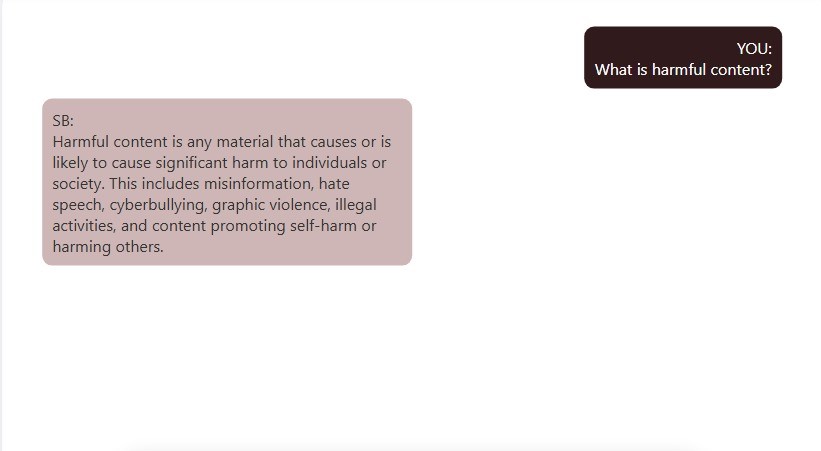 YOU:
What is harmful content?
SB:
Harmful content is any material that causes or is
likely to cause significant harm to individuals or
society. This includes misinformation, hate
speech, cyberbullying, graphic violence, illegal
activities, and content promoting self-harm or
harming others.